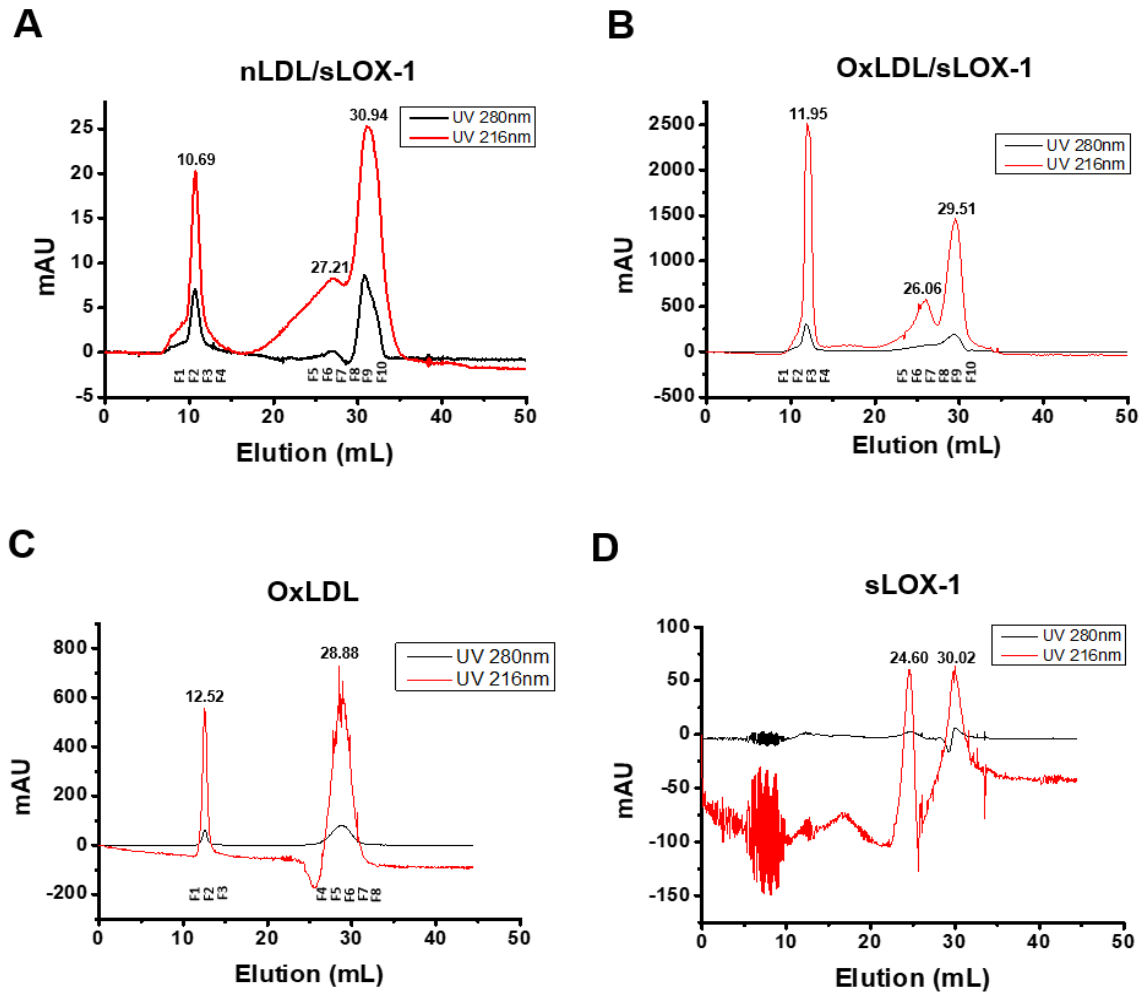 A
nLDL/sLOX-1
UV 280nm
UV 216nm
10.69
27.21
30.94
25
20
15
10
5
0
-5
mAU
F1 F2 F3 F4 F5 F6 F7 F8 F9 F10
0 10 20 30 40 50
Elution (mL)
B
OxLDL/sLOX-1
UV 280nm
UV 216nm
11.95
26.06
29.51
2500
2000
1500
1000
500
0
-500
mAU
F1 F2 F3 F4 F5 F6 F7 F8 F9 F10
0 10 20 30 40 50
Elution (mL)
C
OxLDL
UV 280nm
UV 216nm
12.52
28.88
800
600
400
200
0
-200
mAU
F1 F2 F3 F4 F5 F6 F7 F8
0 10 20 30 40 50
Elution (mL)
D
sLOX-1
UV 280nm
UV 216nm
24.60 30.02
100
50
0
-50
-100
-150
mAU
0 10 20 30 40 50
Elution (mL)